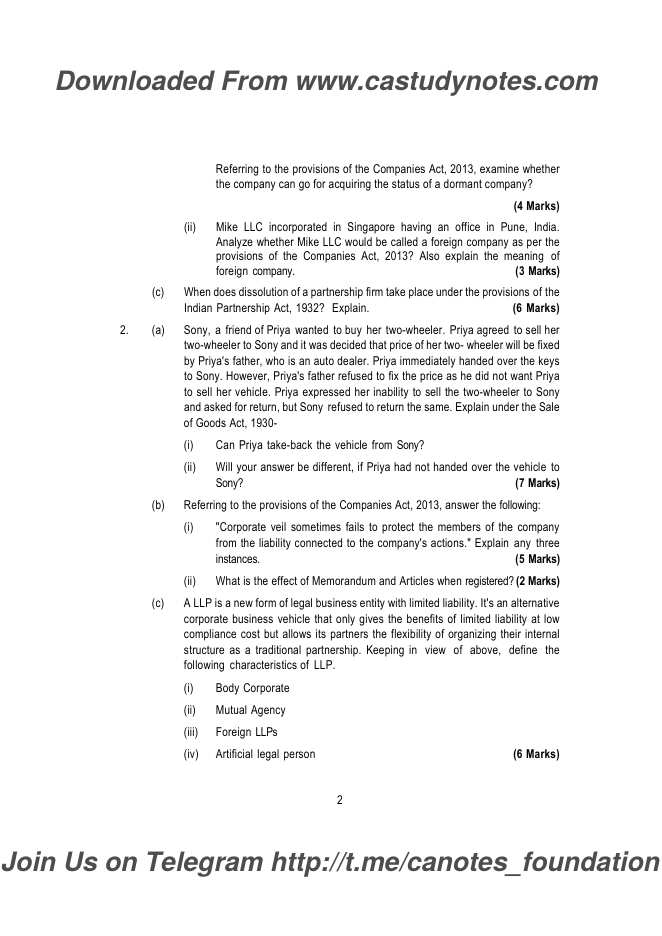 Downloaded From www.castudynotes.com
Referring to the provisions of the Companies Act, 2013, examine whether
the company can go for acquiring the status of a dormant company?
(4 Marks)
(ii) Mike LLC incorporated in Singapore having an office in Pune, India.
Analyze whether Mike LLC would be called a foreign company as per the
provisions of the Companies Act, 2013? Also explain the meaning of
foreign company. (3 Marks)
(c) When does dissolution of a partnership firm take place under the provisions of the
Indian Partnership Act, 1932? Explain. (6 Marks)
2. (a) Sony, a friend of Priya wanted to buy her two-wheeler. Priya agreed to sell her
two-wheeler to Sony and it was decided that price of her two- wheeler will be fixed
by Priya's father, who is an auto dealer. Priya immediately handed over the keys
to Sony. However, Priya's father refused to fix the price as he did not want Priya
to sell her vehicle. Priya expressed her inability to sell the two-wheeler to Sony
and asked for return, but Sony refused to return the same. Explain under the Sale
of Goods Act, 1930-
(i) Can Priya take-back the vehicle from Sony?
(ii) Will your answer be different, if Priya had not handed over the vehicle to
Sony? (7 Marks)
(b) Referring to the provisions of the Companies Act, 2013, answer the following:
(i) "Corporate veil sometimes fails to protect the members of the company
from the liability connected to the company's actions." Explain any three
instances. (5 Marks)
(ii) What is the effect of Memorandum and Articles when registered? (2 Marks)
(c) A LLP is a new form of legal business entity with limited liability. It's an alternative
corporate business vehicle that only gives the benefits of limited liability at low
compliance cost but allows its partners the flexibility of organizing their internal
structure as a traditional partnership. Keeping in view of above, define the
following characteristics of LLP.
(i) Body Corporate
(ii) Mutual Agency
(iii) Foreign LLPs
(iv) Artificial legal person (6 Marks)
2
Join Us on Telegram http://t.me/canotes_foundation